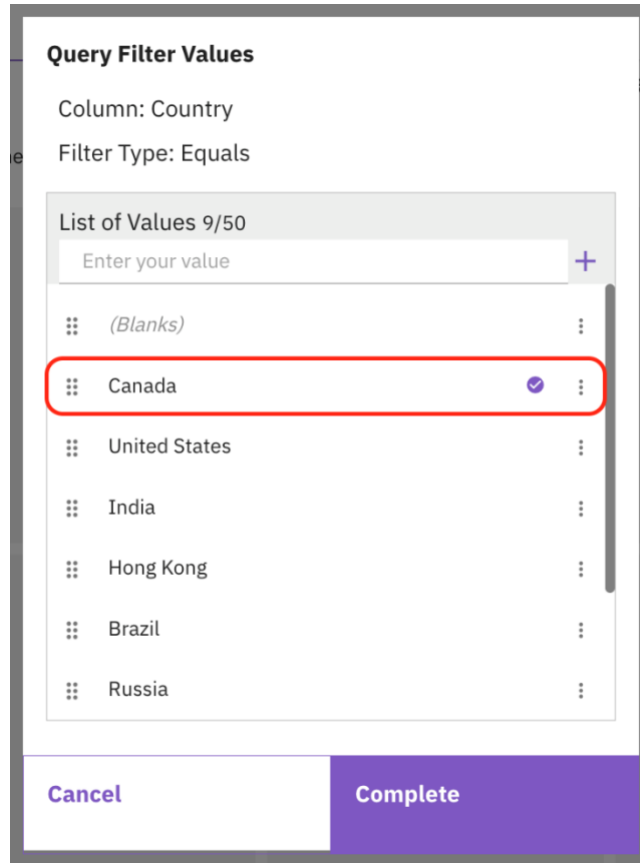 Query Filter Values
Column: Country
Filter Type: Equals
List of Values 9/50
Enter your value
(Blanks)
Canada
United States
India
Hong Kong
Brazil
Russia
Cancel Complete